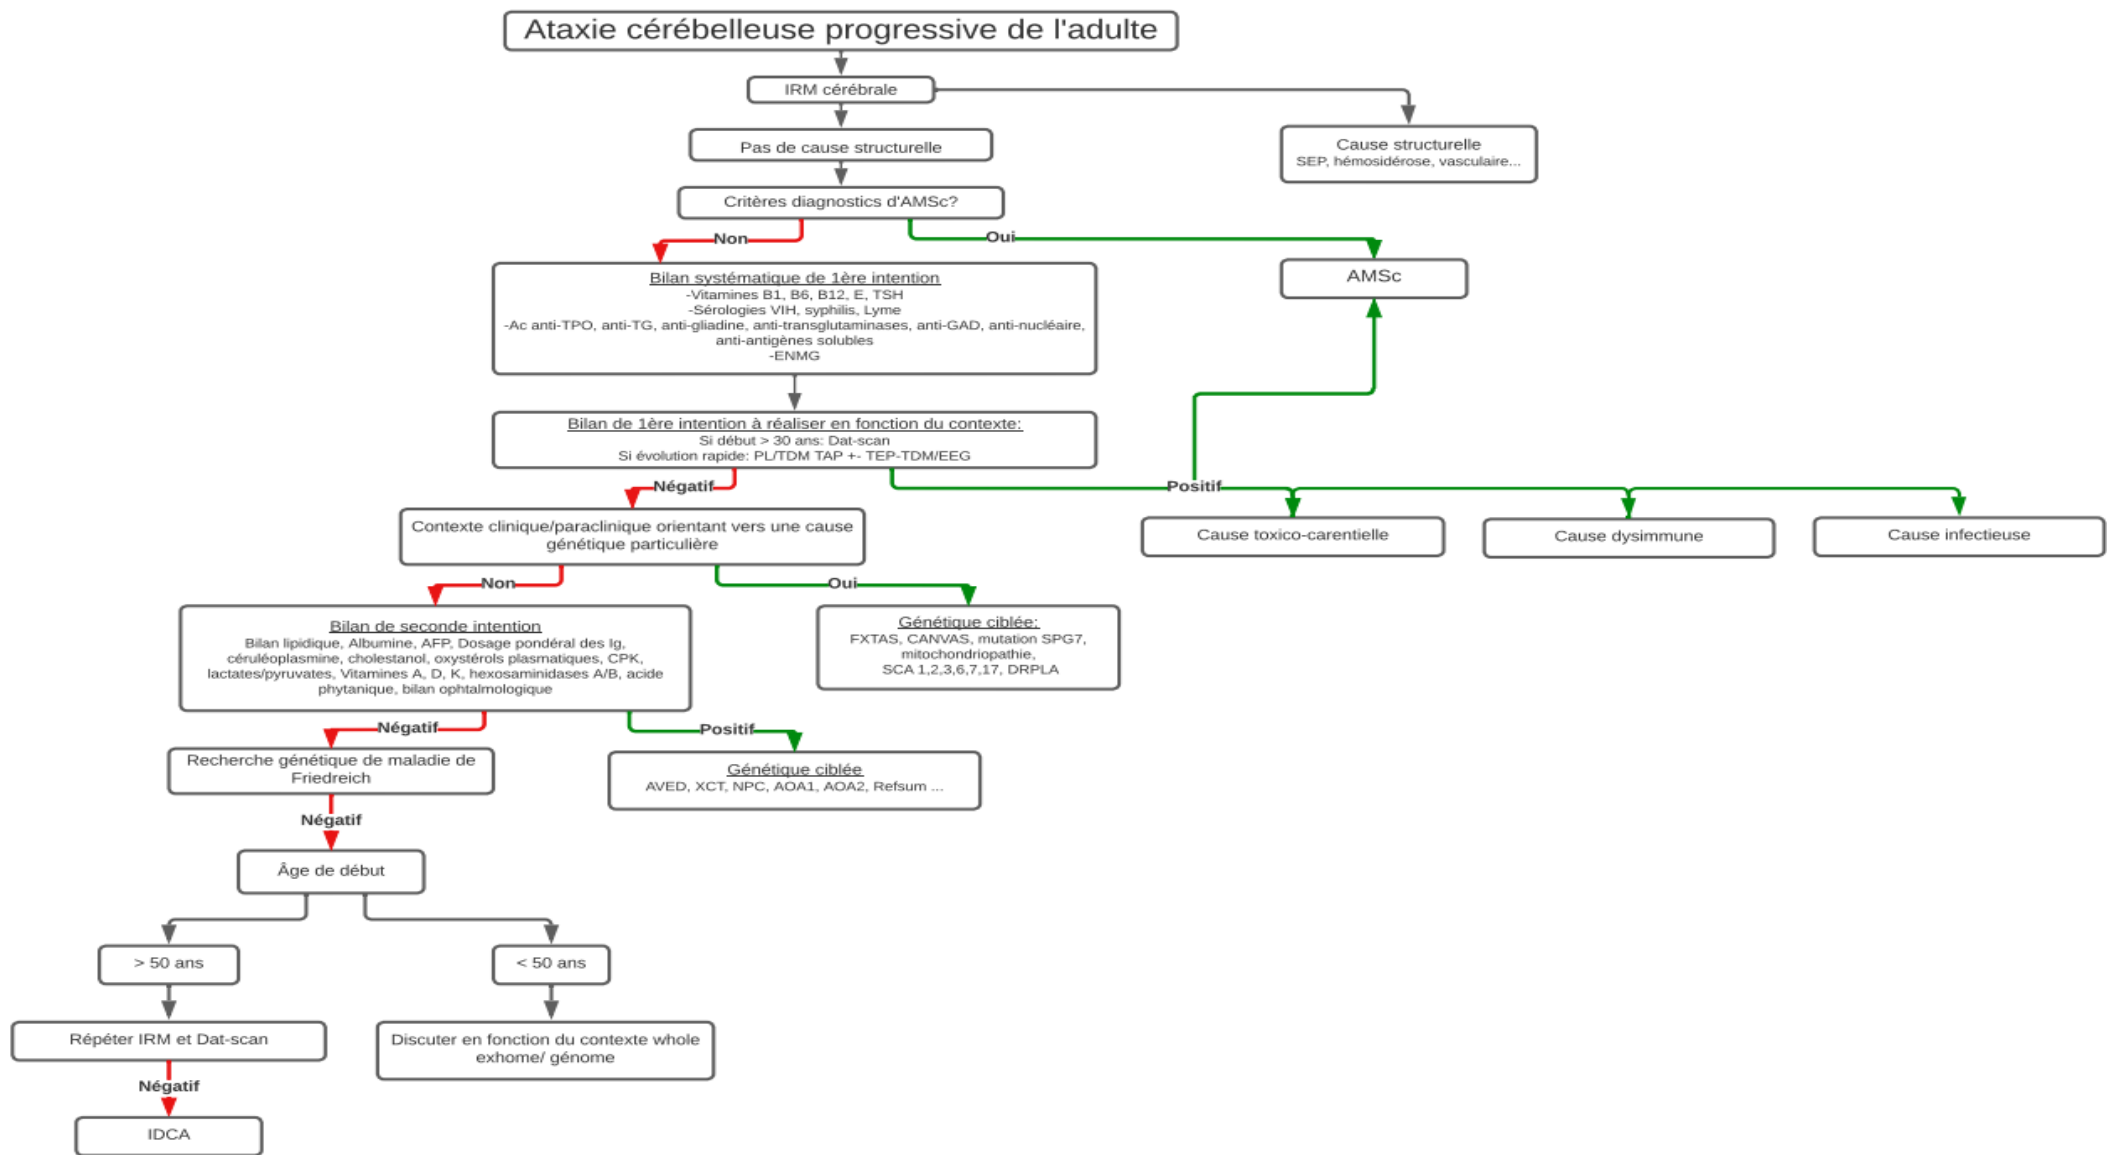 Ataxie cérébelleuse progressive de l'adulte
IRM cérébrale
Pas de cause structurelle
Cause structurelle
SEP, hémosidérose, vasculaire...
Critères diagnostics d'AMSc?
Non
Oui
Bilan systématique de 1ère intention
-Vitamines B1, B6, B12, E, TSH
-Sérologies VIH, syphilis, Lyme
-Ac anti-TPO, anti-TG, anti-gliadine, anti-transglutaminases, anti-GAD, anti-nucléaire,
anti-antigènes solubles
-ENMG
AMSc
Bilan de 1ère intention à réaliser en fonction du contexte:
Si début > 30 ans: Dat-scan
Si évolution rapide: PL/TDM TAP +- TEP-TDM/EEG
Négatif
Positif
Contexte clinique/paraclinique orientant vers une cause
génétique particulière
Cause toxico-carentielle
Cause dysimmune
Cause infectieuse
Non
Oui
Bilan de seconde intention
Bilan lipidique, Albumine, AFP, Dosage pondéral des Ig,
céruléoplasmine, cholestanol, oxystérols plasmatiques, CPK,
lactates/pyruvates, Vitamines A, D, K, hexosaminidases A/B, acide
phytanique, bilan ophtalmologique
Génétique ciblée:
FXTAS, CANVAS, mutation SPG7,
mitochondriopathie,
SCA 1,2,3,6,7,17, DRPLA
Négatif
Positif
Recherche génétique de maladie de
Friedreich
Génétique ciblée
AVED, XCT, NPC, AOA1, AOA2, Refsum ...
Négatif
Âge de début
> 50 ans
< 50 ans
Répéter IRM et Dat-scan
Discuter en fonction du contexte whole
exhome/ génome
Négatif
IDCA